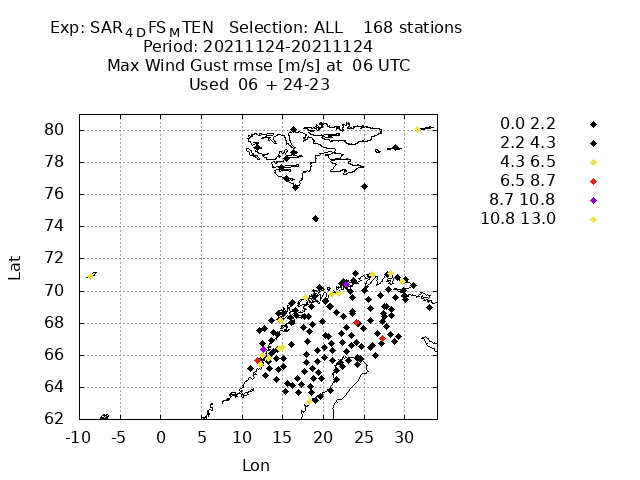 Exp: SAR4DFSMTEN Selection: ALL 168 stations
Period: 20211124-20211124
Max Wind Gust rmse [m/s] at 06 UTC
Used 06 + 24-23
0.0 2.2
2.2 4.3
4.3 6.5
6.5 8.7
8.7 10.8
10.8 13.0
Lat
80
78
76
74
72
70
68
66
64
62
-10 -5 0 5 10 15 20 25 30
Lon